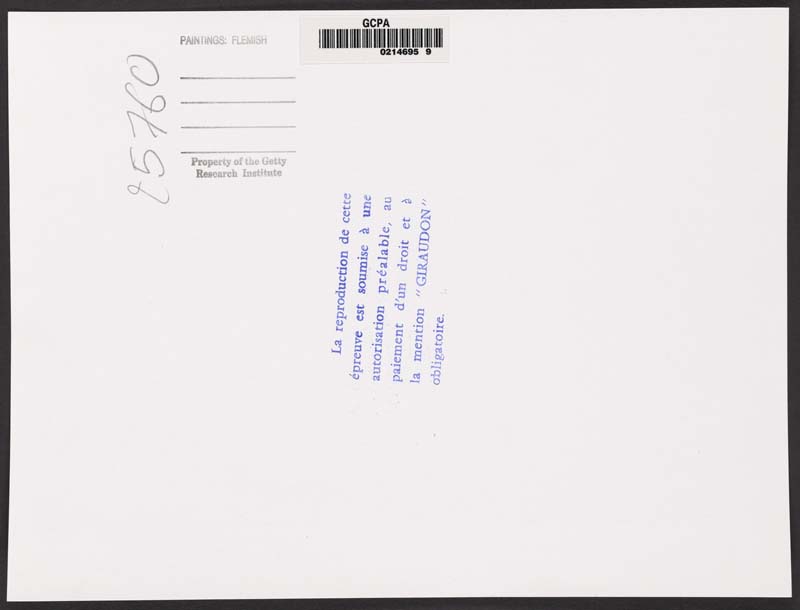 PAINTINGS: FLEMISH
GCPA
0214695 9
Property of the Getty
Research Institute
La reproduction de cette
épreuve est soumise à une
autorisation préalable, au
paiement d'un droit et à
la mention "GIRAUDON"
obligatoire.